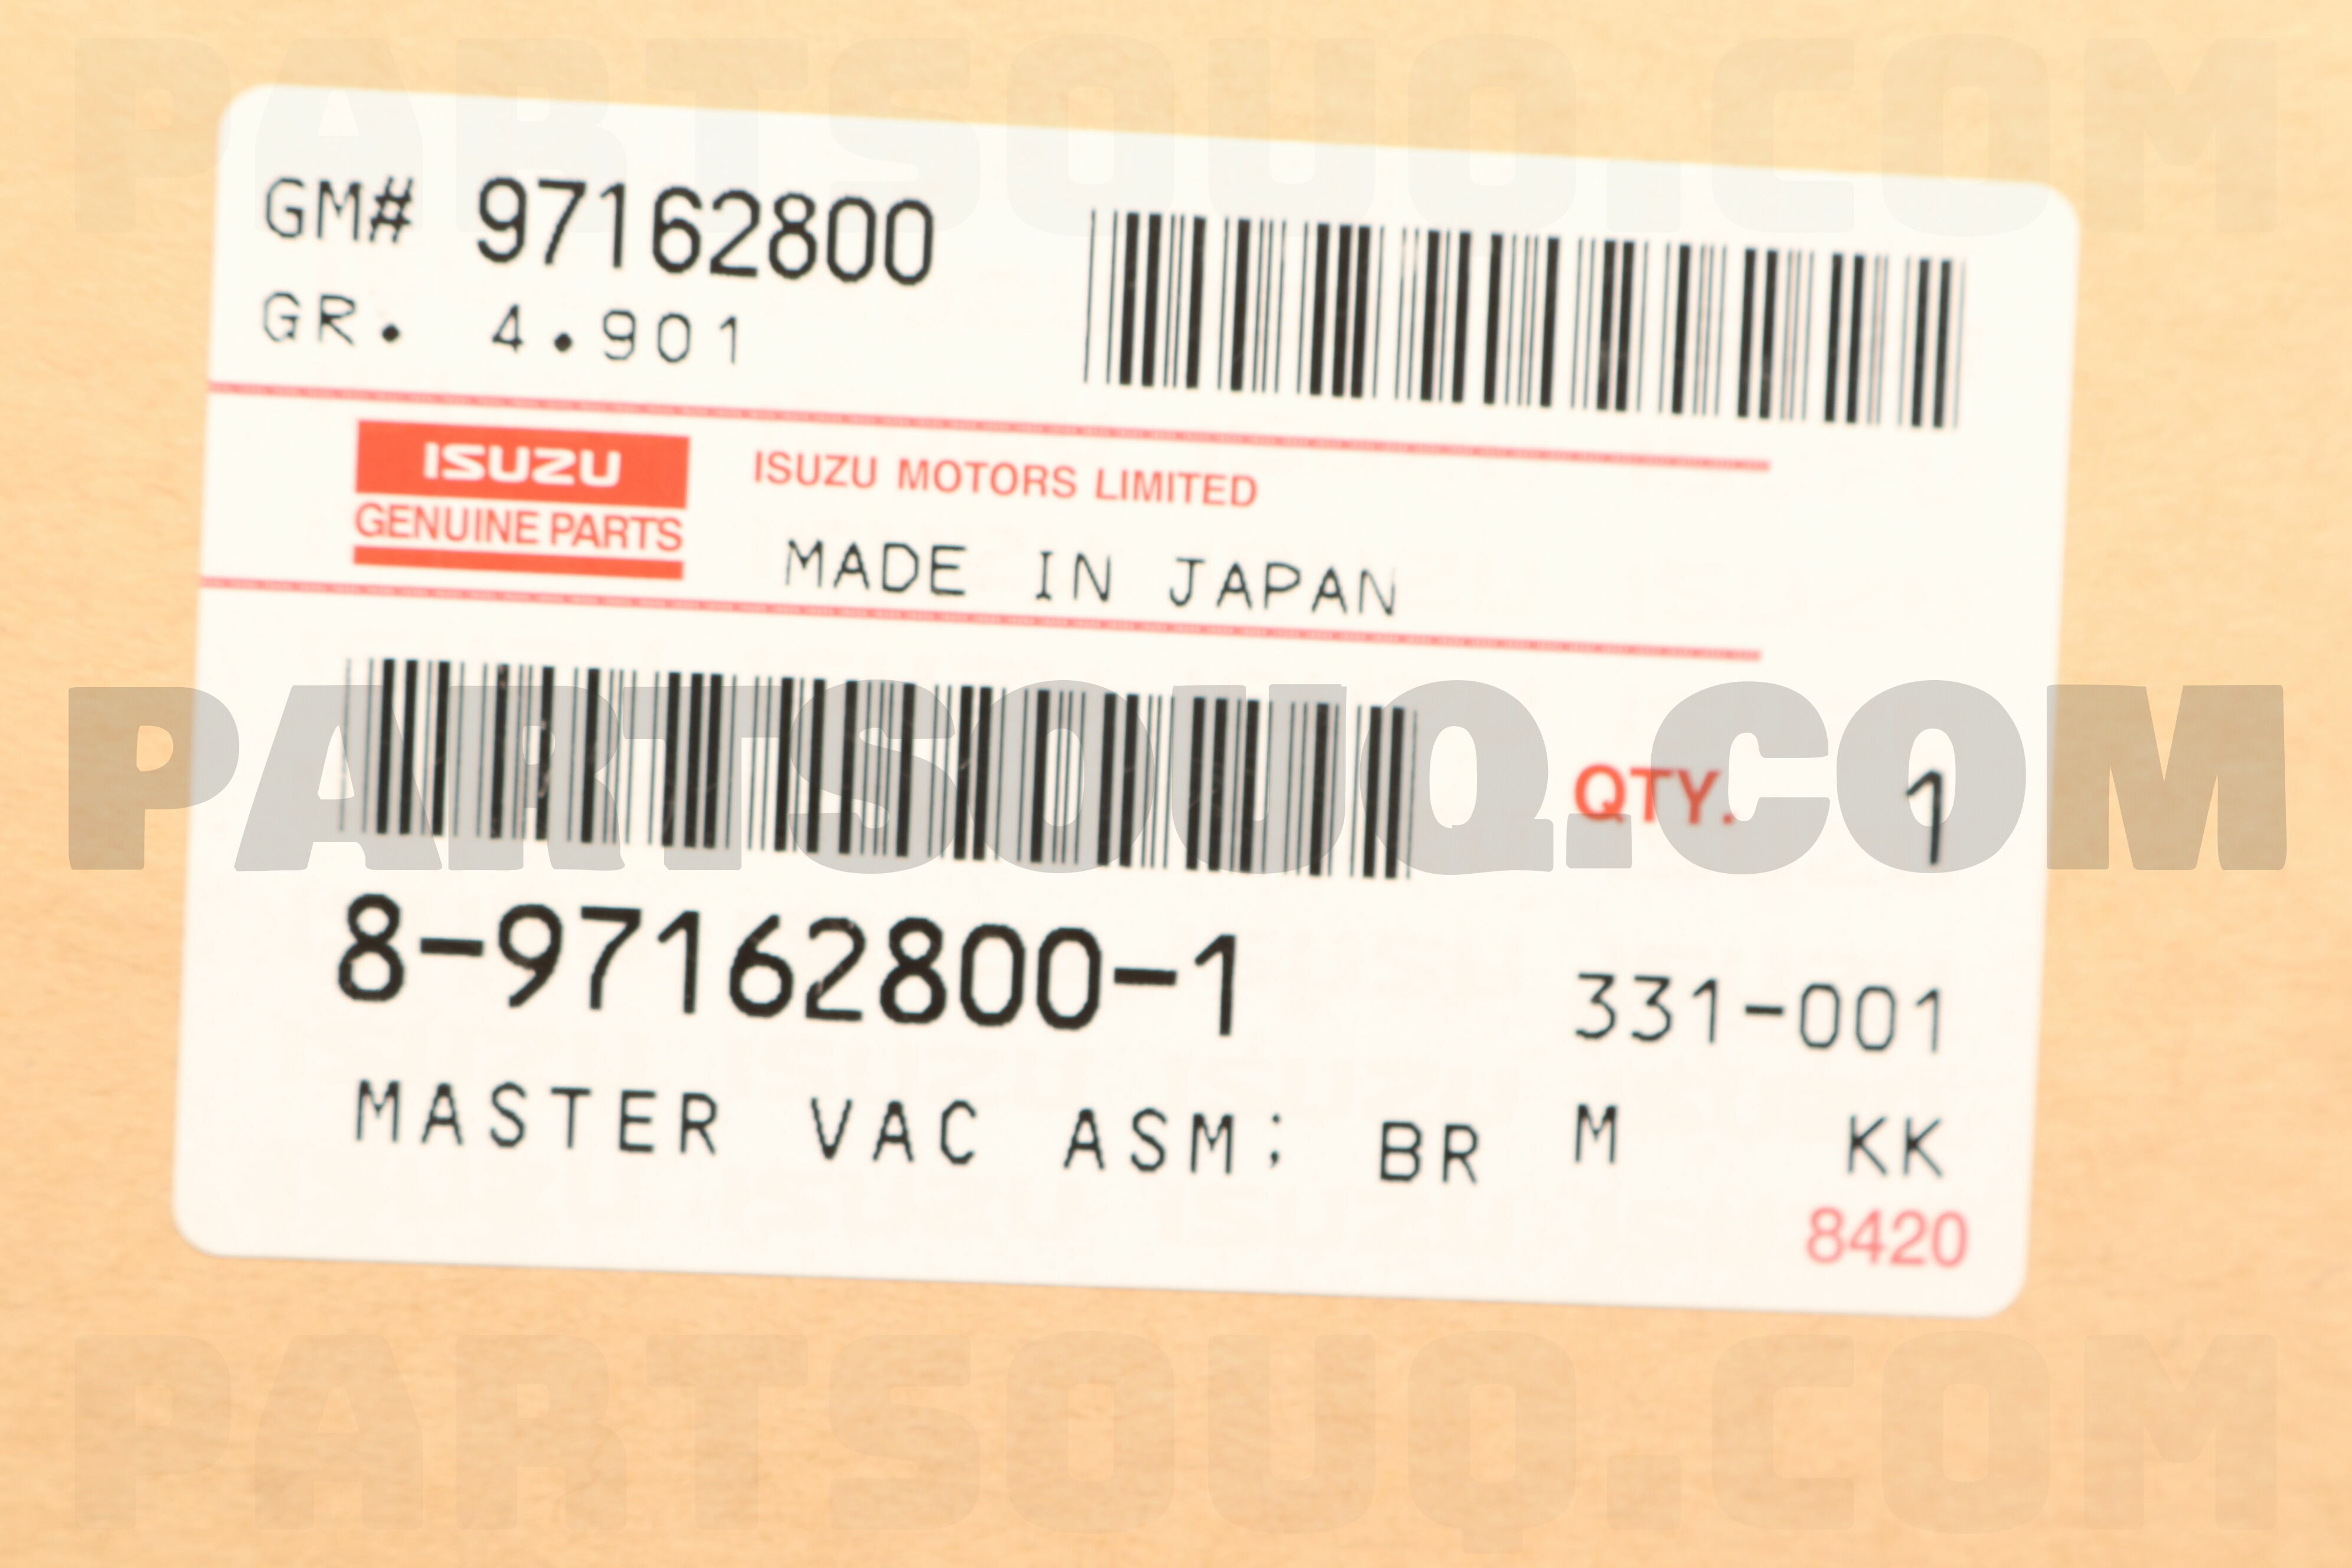 PARTSOUQ.COM
GM# 97162800
GR. 4.901
ISUZU
GENUINE PARTS
ISUZU MOTORS LIMITED
MADE IN JAPAN
PARTSOUQ.COM
QTY. 1
8-97162800-1
331-001
MASTER VAC ASM; BR M KK
8420
PARTSOUQ.COM